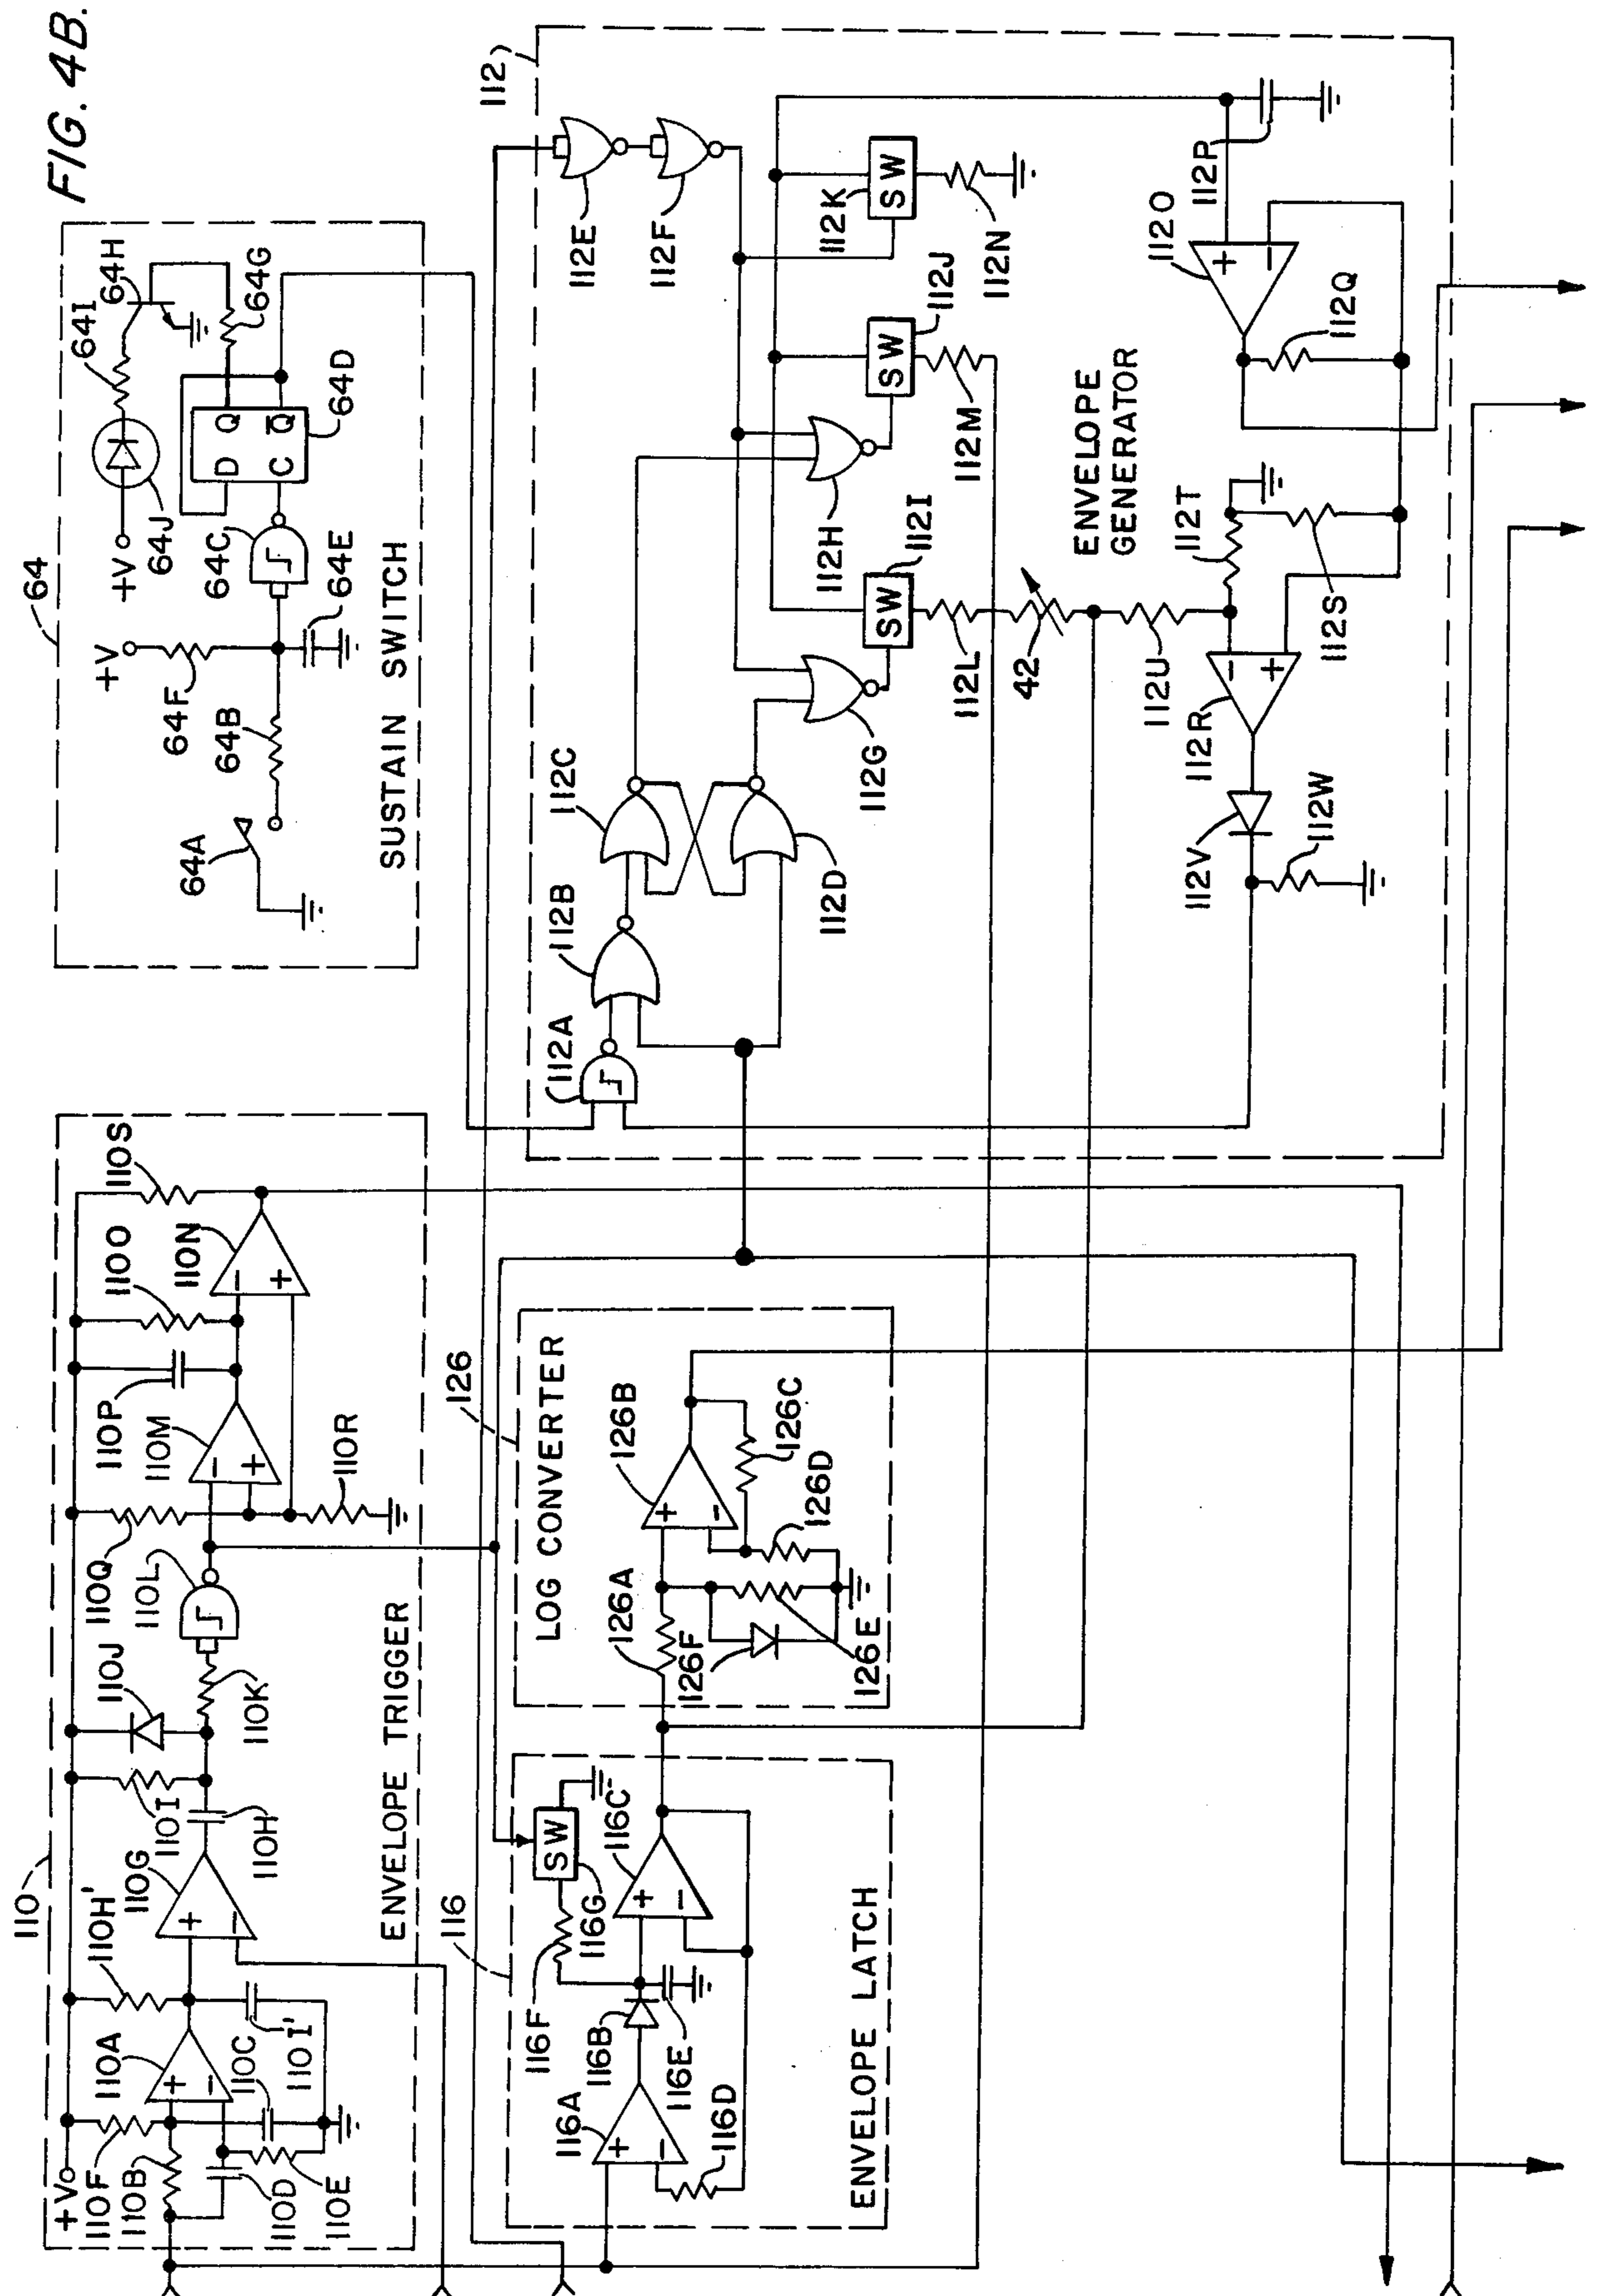 FIG. 4B.
64
+V
64F
64B
64A
+V
64J
64C
64E
64I
64H
64G
D
Q
C
Q̅
64D
SUSTAIN SWITCH
110
+V
110F
110B
110D
110E
110A
+
−
110C
110I'
110H'
110G
+
−
110I
110H
110J
110K
110L
110Q
110M
−
+
110R
110P
110O
110N
−
+
110S
ENVELOPE TRIGGER
116
116A
+
−
116D
116B
116E
116F
116G
SW
116C
+
−
ENVELOPE LATCH
126
LOG CONVERTER
126A
126F
126E
126B
+
−
126D
126C
112
112A
112B
112C
112D
112E
112F
112G
112H
SW
112I
SW
112J
SW
112K
112L
112M
112N
42
112U
112T
112S
112R
−
+
112V
112W
112O
+
−
112P
112Q
ENVELOPE
GENERATOR